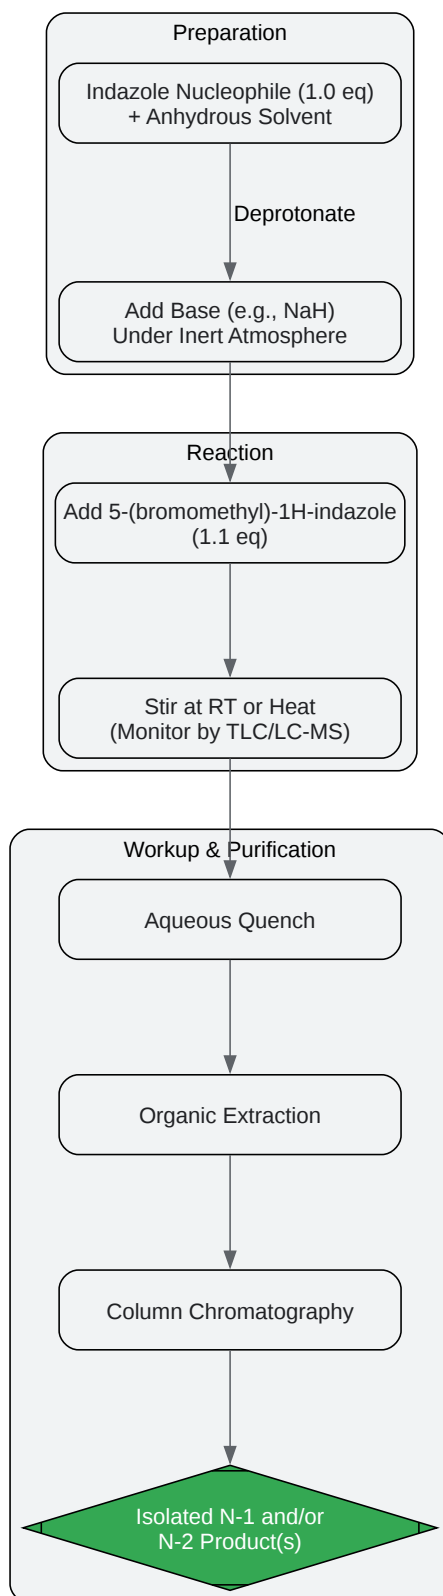 Preparation
Indazole Nucleophile (1.0 eq)
+ Anhydrous Solvent
Deprotonate
Add Base (e.g., NaH)
Under Inert Atmosphere
Reaction
Add 5-(bromomethyl)-1H-indazole
(1.1 eq)
Stir at RT or Heat
(Monitor by TLC/LC-MS)
Workup & Purification
Aqueous Quench
Organic Extraction
Column Chromatography
Isolated N-1 and/or
N-2 Product(s)